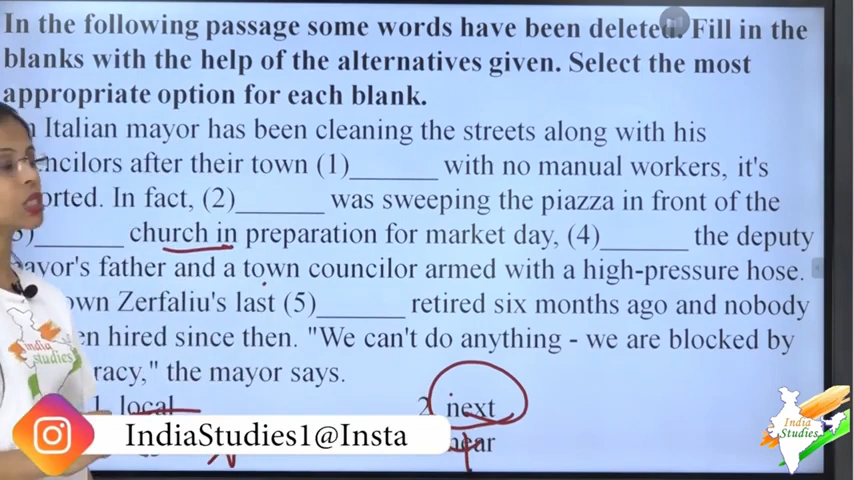 In the following passage some words have been deleted. Fill in the
blanks with the help of the alternatives given. Select the most
appropriate option for each blank.
Italian mayor has been cleaning the streets along with his
ncilors after their town (1)_______ with no manual workers, it's
orted. In fact, (2)_______ was sweeping the piazza in front of the
)_______ church in preparation for market day, (4)_______ the deputy
mayor's father and a town councilor armed with a high-pressure hose.
own Zerfaliu's last (5)_______ retired six months ago and nobody
en hired since then. "We can't do anything - we are blocked by
racy," the mayor says.
1. local
2. next
near
IndiaStudies1@Insta
India
Studies
India
Studies